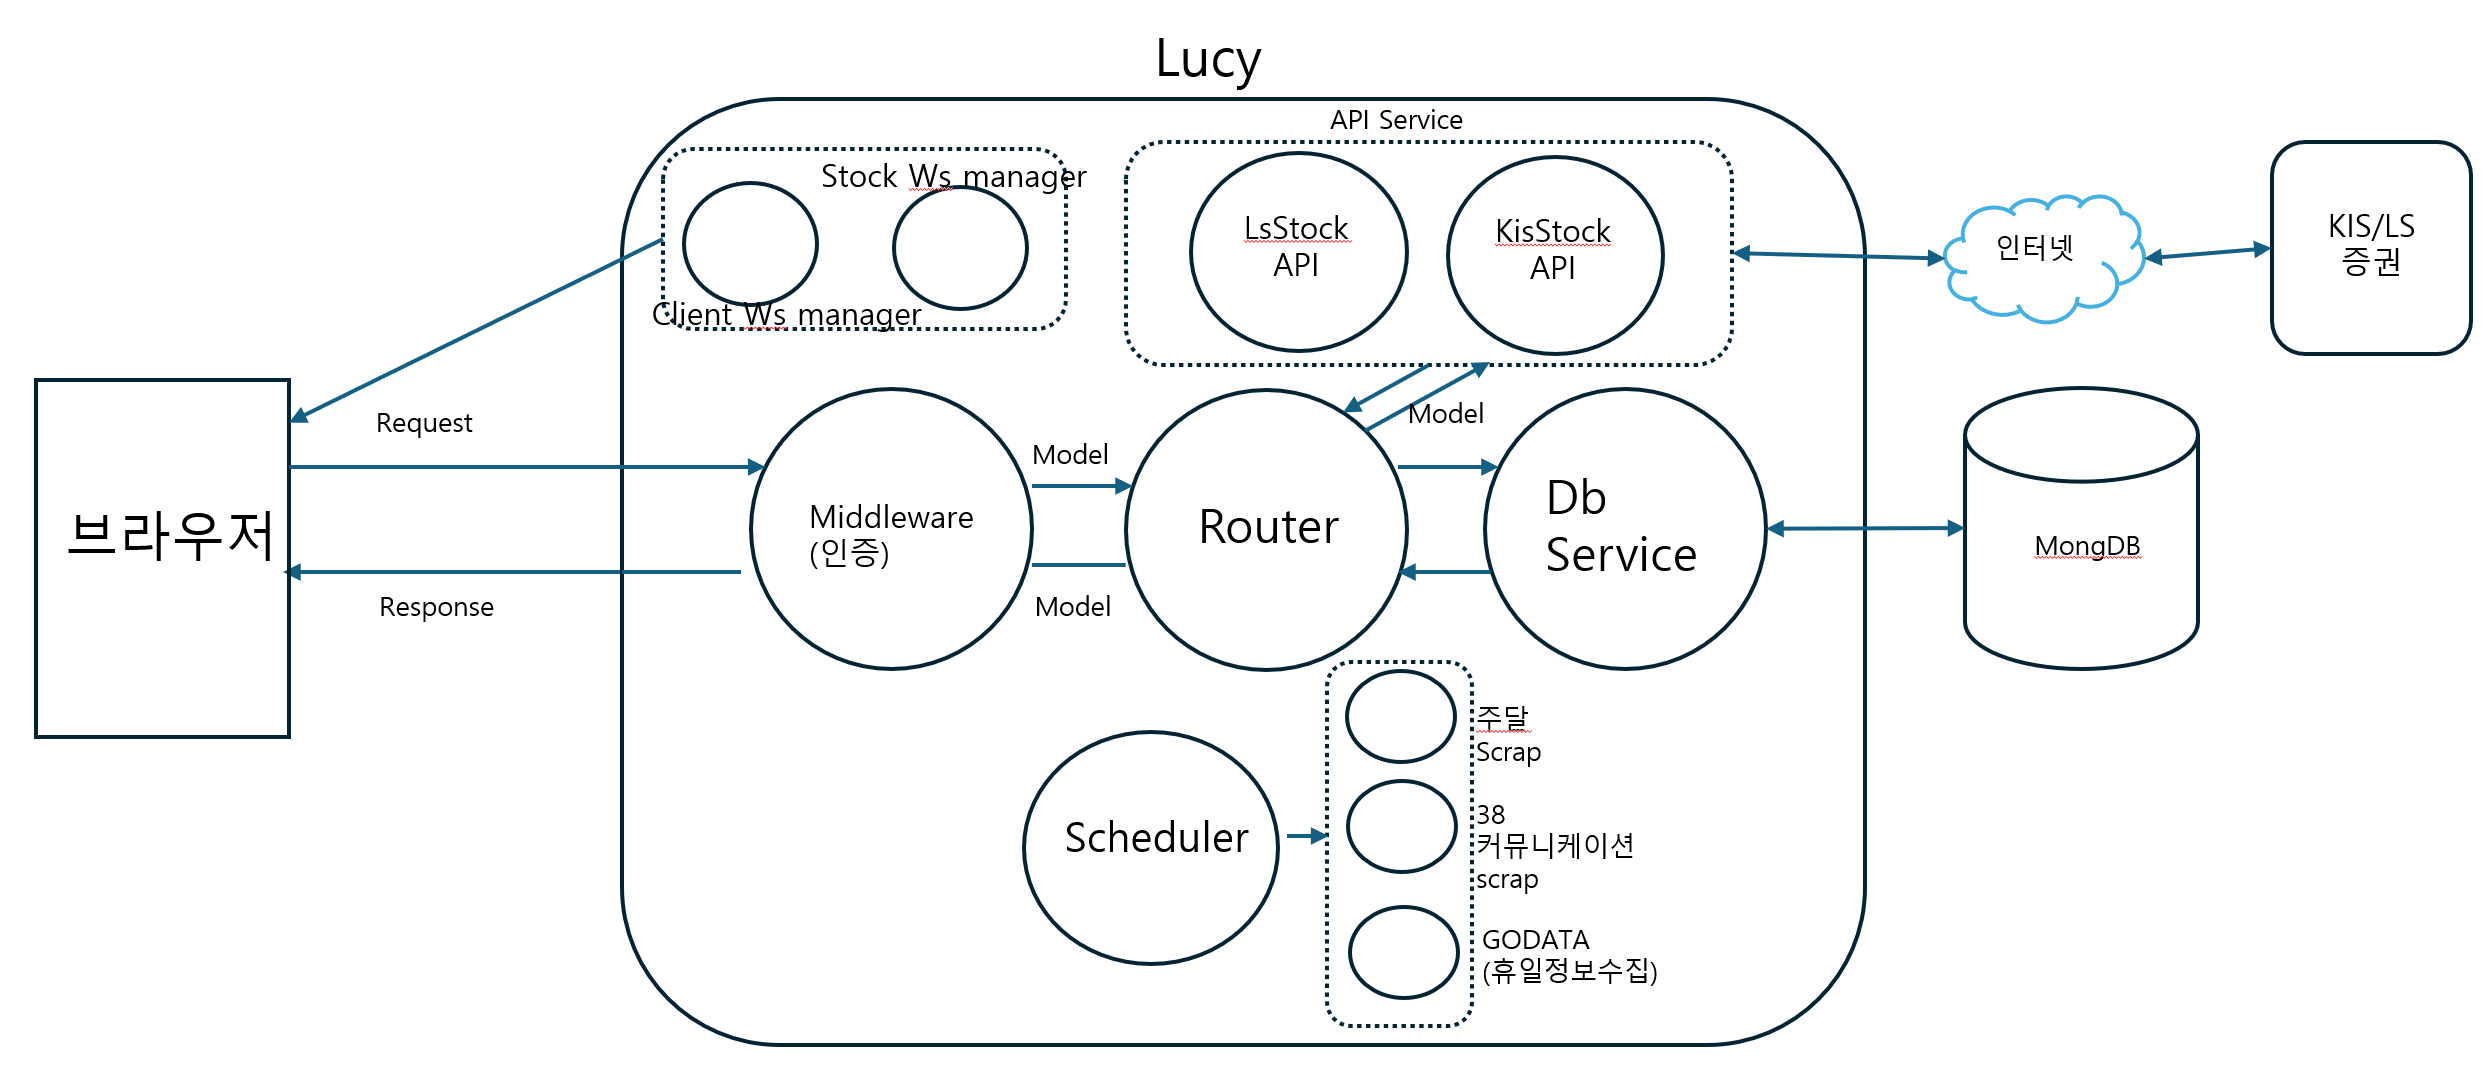 Lucy
API Service
Stock Ws manager
Client Ws manager
LsStock
API
KisStock
API
인터넷
KIS/LS
증권
브라우저
Request
Response
Middleware
(인증)
Model
Model
Router
Model
Db
Service
MongDB
Scheduler
주달
Scrap
38
커뮤니케이션
scrap
GODATA
(휴일정보수집)